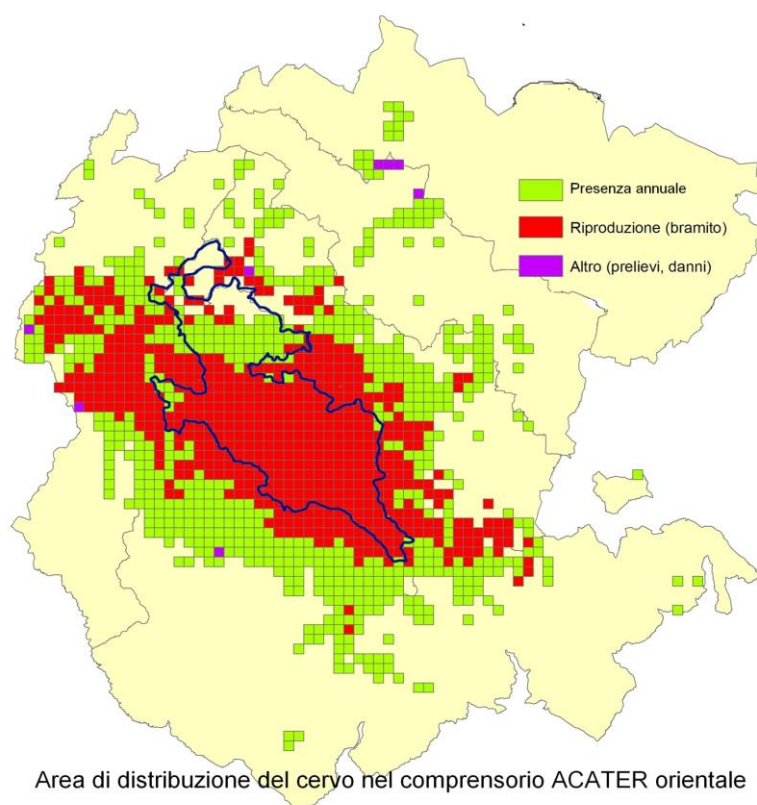 Presenza annuale
Riproduzione (bramito)
Altro (prelievi, danni)
Area di distribuzione del cervo nel comprensorio ACATER orientale